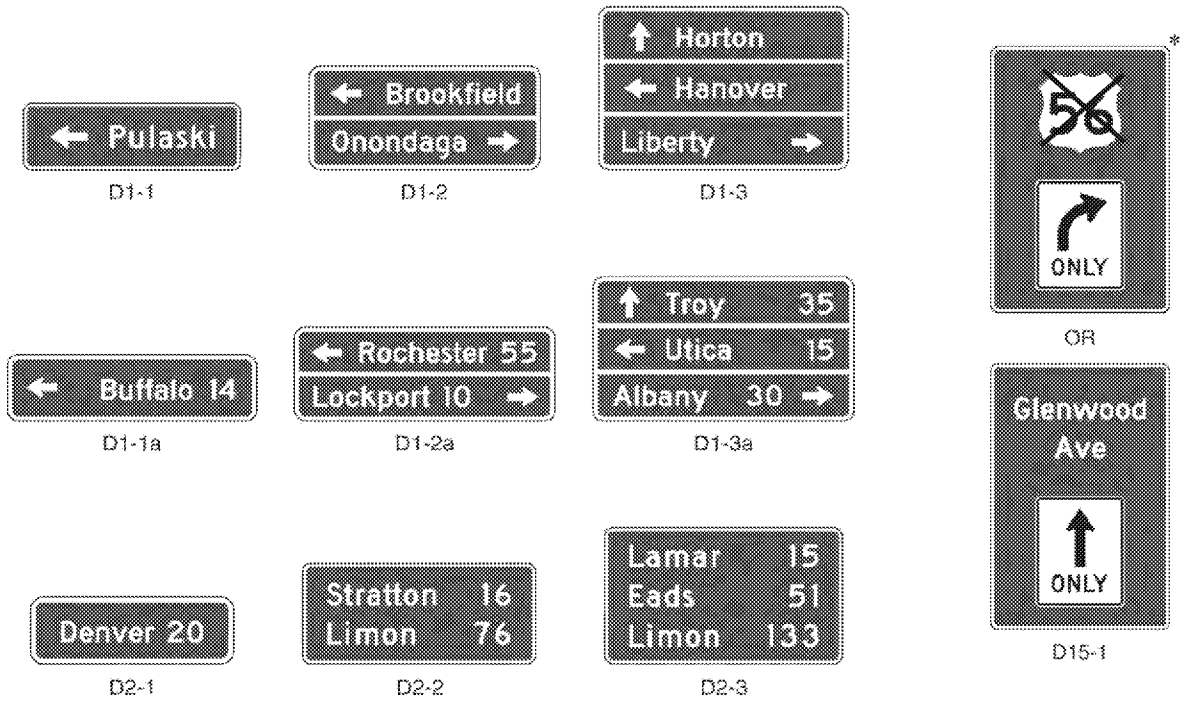 Pulaski
D1-1
Brookfield
Onondaga
D1-2
Horton
Hanover
Liberty
D1-3
*
56
ONLY
OR
Buffalo 14
D1-1a
Rochester 55
Lockport 10
D1-2a
Troy 35
Utica 15
Albany 30
D1-3a
Glenwood
Ave
ONLY
D15-1
Denver 20
D2-1
Stratton 16
Limon 76
D2-2
Lamar 15
Eads 51
Limon 133
D2-3